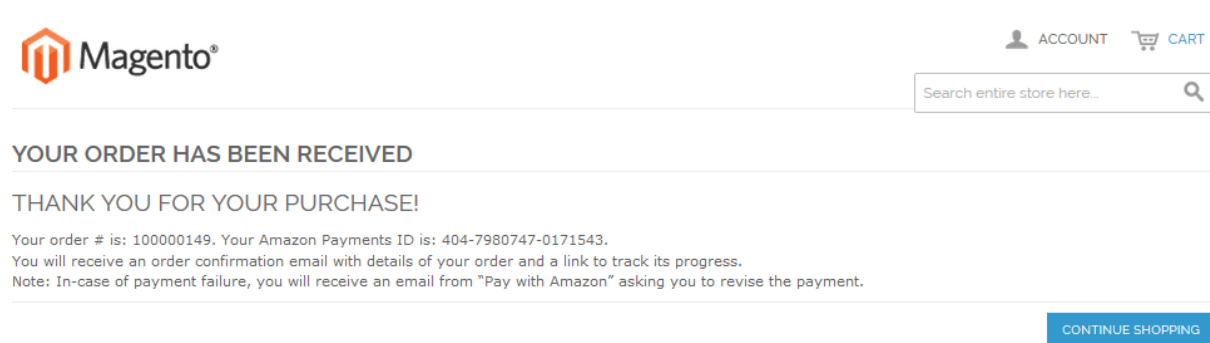 Magento®
ACCOUNT
CART
Search entire store here...
YOUR ORDER HAS BEEN RECEIVED
THANK YOU FOR YOUR PURCHASE!
Your order # is: 100000149. Your Amazon Payments ID is: 404-7980747-0171543.
You will receive an order confirmation email with details of your order and a link to track its progress.
Note: In-case of payment failure, you will receive an email from “Pay with Amazon” asking you to revise the payment.
CONTINUE SHOPPING